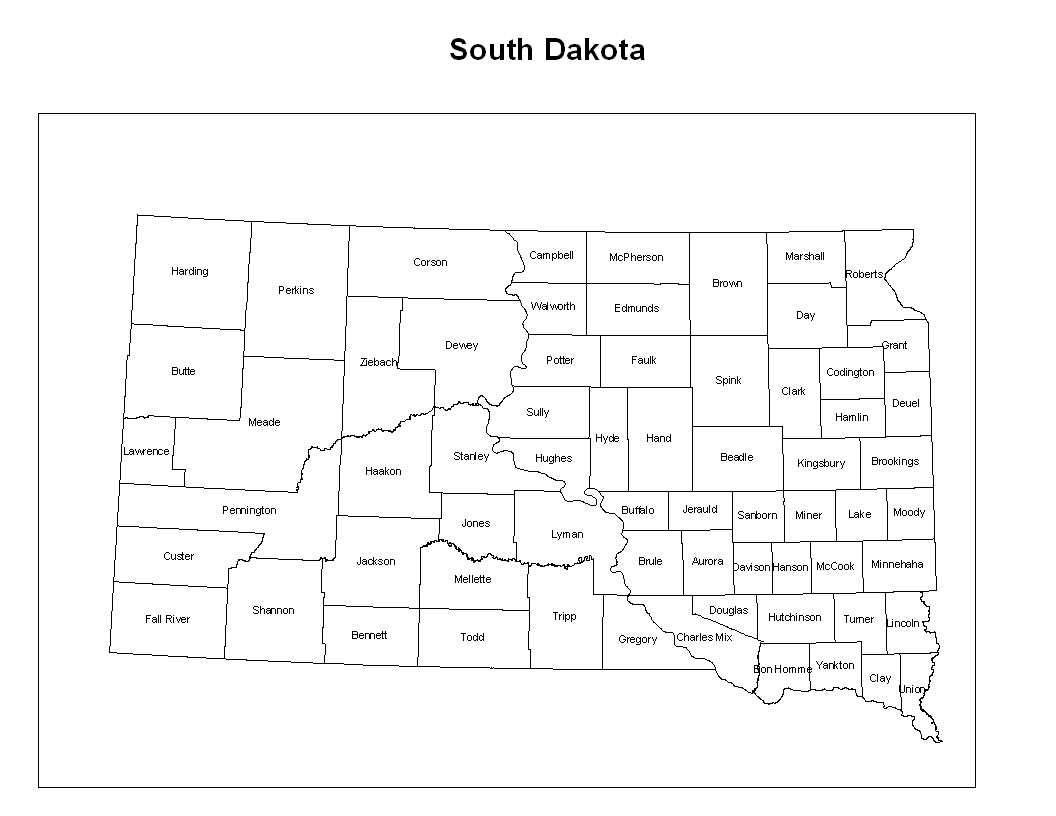 South Dakota
Harding
Perkins
Corson
Campbell
McPherson
Brown
Marshall
Roberts
Walworth
Edmunds
Day
Butte
Ziebach
Dewey
Potter
Faulk
Spink
Clark
Codington
Grant
Deuel
Hamlin
Meade
Lawrence
Sully
Hyde
Hand
Haakon
Stanley
Hughes
Beadle
Kingsbury
Brookings
Pennington
Jones
Lyman
Buffalo
Jerauld
Sanborn
Miner
Lake
Moody
Custer
Jackson
Mellette
Brule
Aurora
Davison
Hanson
McCook
Minnehaha
Fall River
Shannon
Bennett
Todd
Tripp
Gregory
Charles Mix
Douglas
Hutchinson
Turner
Lincoln
Bon Homme
Yankton
Clay
Union